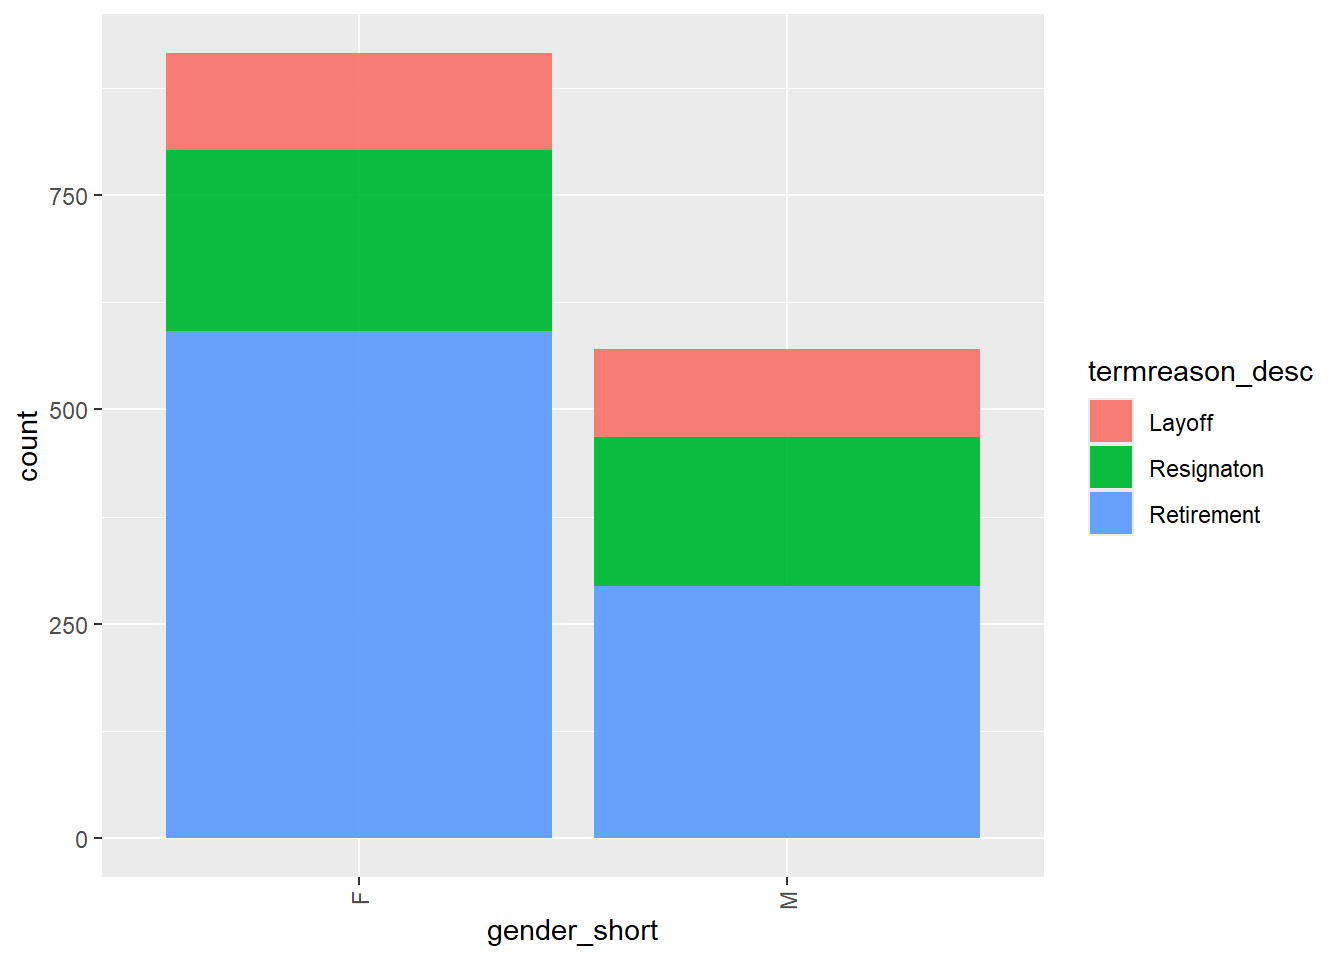 count
750
500
250
0
F
M
gender_short
termreason_desc
Layoff
Resignaton
Retirement